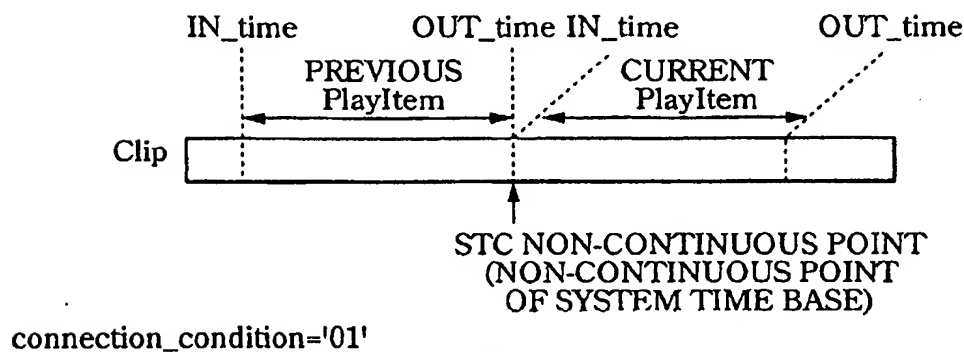 IN_time OUT_time IN_time OUT_time
PREVIOUS
PlayItem
CURRENT
PlayItem
Clip
STC NON-CONTINUOUS POINT
(NON-CONTINUOUS POINT
OF SYSTEM TIME BASE)
connection_condition='01'